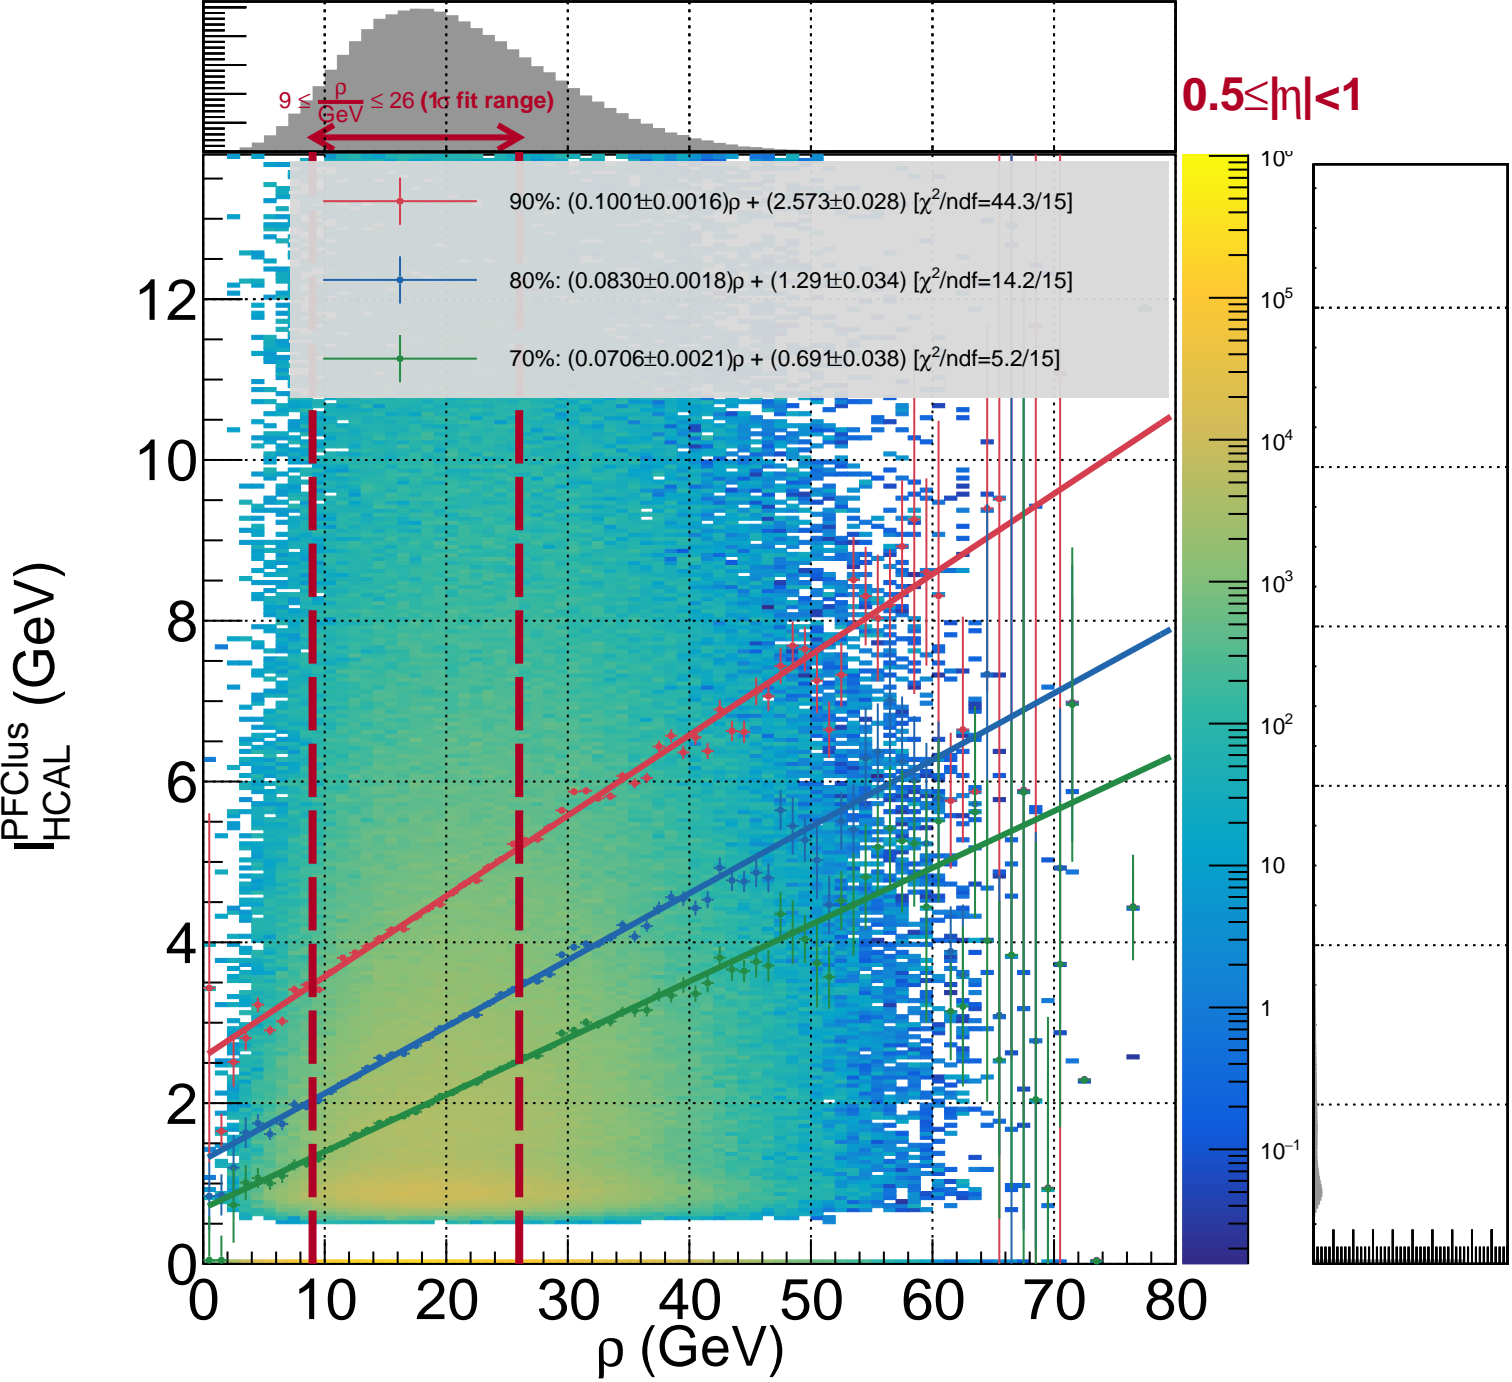 9 ≤ ρ/GeV ≤ 26 (1σ fit range)
0.5≤|η|<1
90%: (0.1001±0.0016)ρ + (2.573±0.028) [χ²/ndf=44.3/15]
80%: (0.0830±0.0018)ρ + (1.291±0.034) [χ²/ndf=14.2/15]
70%: (0.0706±0.0021)ρ + (0.691±0.038) [χ²/ndf=5.2/15]
I_HCAL^PFClus (GeV)
12
10
8
6
4
2
0
0 10 20 30 40 50 60 70 80
ρ (GeV)
10⁶
10⁵
10⁴
10³
10²
10
1
10⁻¹